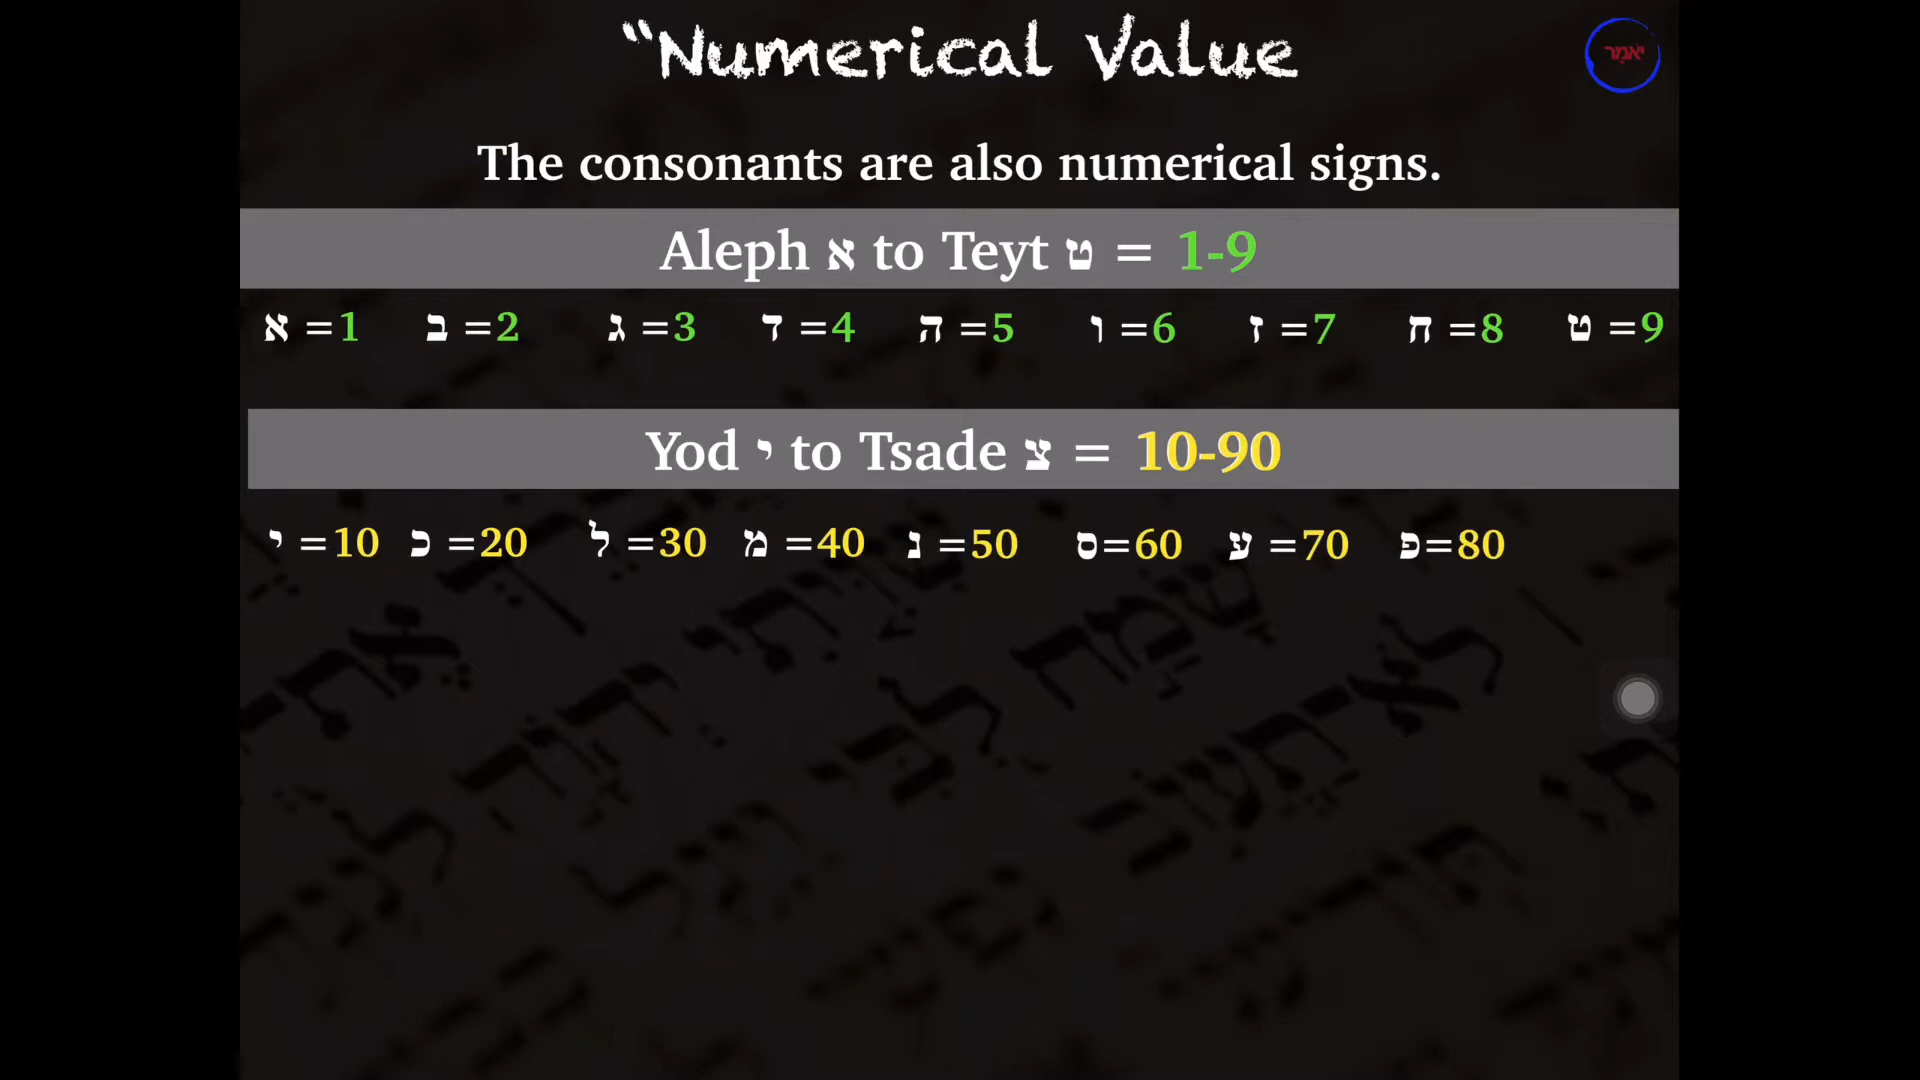 “Numerical Value
יאמר
The consonants are also numerical signs.
Aleph א to Teyt ט = 1-9
א =1 ב =2 ג =3 ד =4 ה =5 ו =6 ז =7 ח =8 ט =9
Yod י to Tsade צ = 10-90
י =10 כ =20 ל =30 מ =40 נ =50 ס=60 ע =70 פ=80